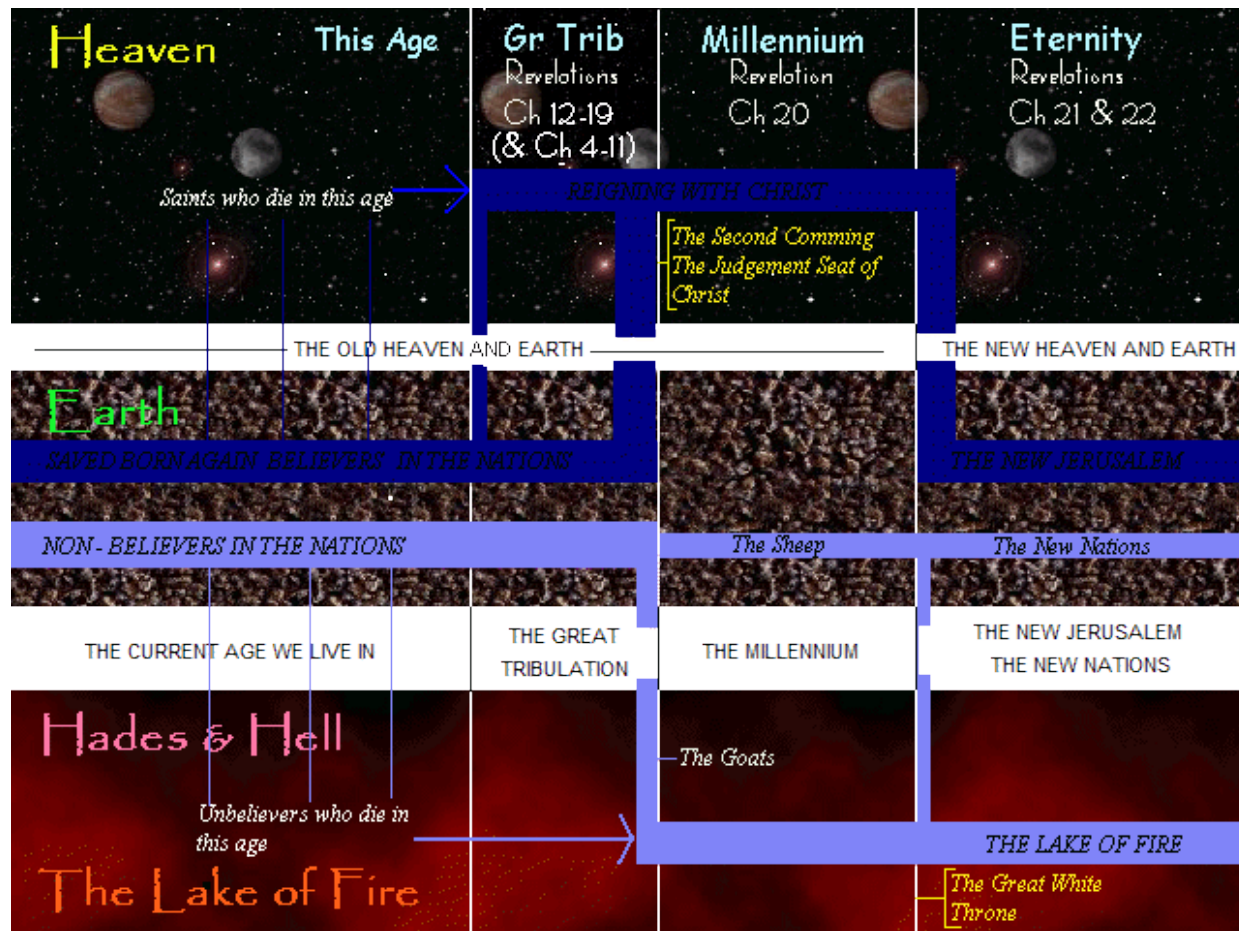 Heaven
This Age
Gr Trib
Revelations
Ch 12-19
(& Ch 4-11)
Millennium
Revelation
Ch 20
Eternity
Revelations
Ch 21 & 22
Saints who die in this age
REIGNING WITH CHRIST
The Second Comming
The Judgement Seat of
Christ
THE OLD HEAVEN AND EARTH
THE NEW HEAVEN AND EARTH
Earth
SAVED BORN AGAIN BELIEVERS IN THE NATIONS
THE NEW JERUSALEM
NON - BELIEVERS IN THE NATIONS
The Sheep
The New Nations
THE CURRENT AGE WE LIVE IN
THE GREAT
TRIBULATION
THE MILLENNIUM
THE NEW JERUSALEM
THE NEW NATIONS
Hades & Hell
The Goats
Unbelievers who die in
this age
THE LAKE OF FIRE
The Lake of Fire
The Great White
Throne